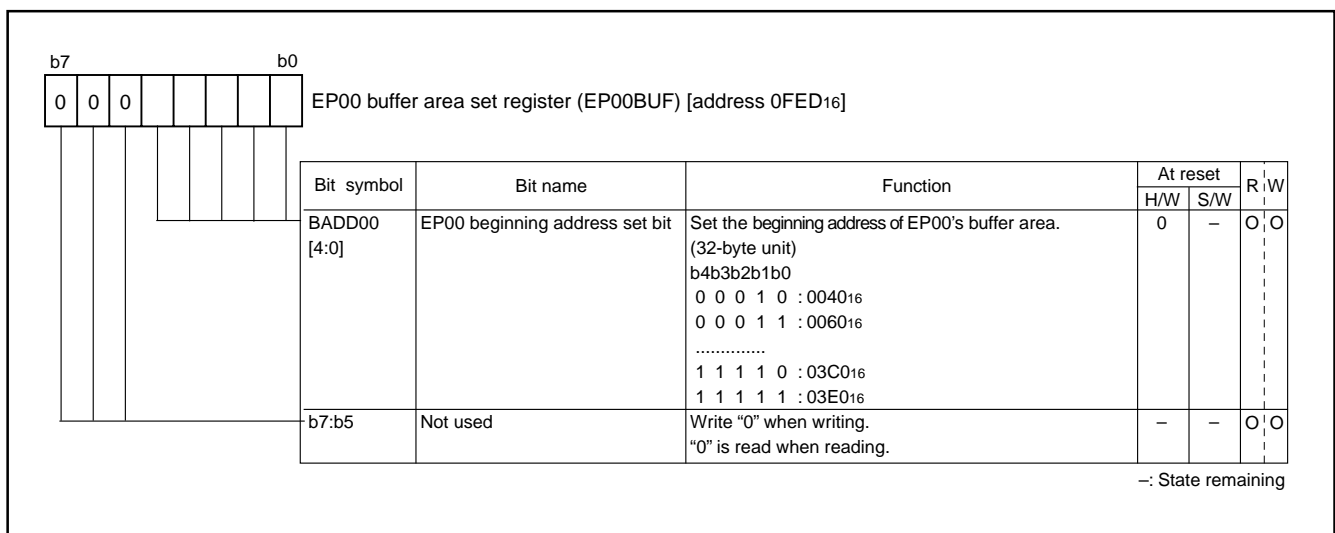 b7 b0
0 0 0 EP00 buffer area set register (EP00BUF) [address 0FED16]
Bit symbol Bit name Function At reset R W
H/W S/W
BADD00 EP00 beginning address set bit Set the beginning address of EP00’s buffer area. 0 – O O
[4:0] (32-byte unit)
b4b3b2b1b0
0 0 0 1 0 : 004016
0 0 0 1 1 : 006016
..............
1 1 1 1 0 : 03C016
1 1 1 1 1 : 03E016
b7:b5 Not used Write “0” when writing. – – O O
“0” is read when reading.
–: State remaining